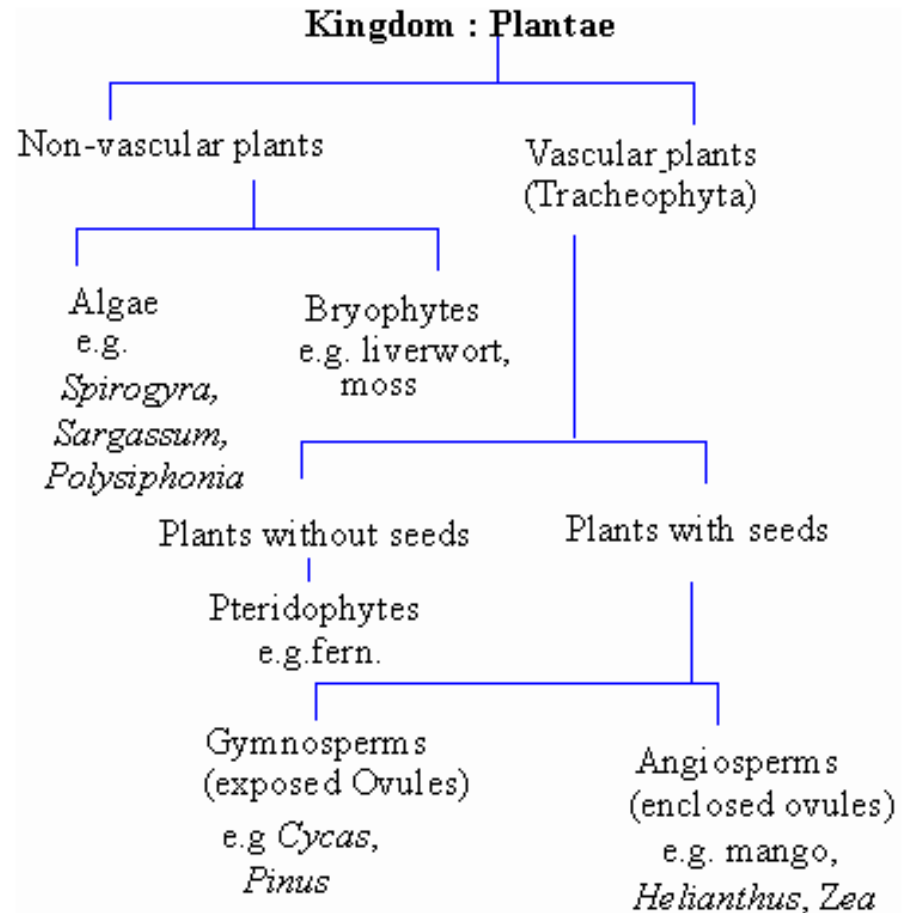 Kingdom : Plantae
Non-vascular plants
Vascular plants
(Tracheophyta)
Algae
e.g.
Spirogyra,
Sargassum,
Polysiphonia
Bryophytes
e.g. liverwort,
moss
Plants without seeds
Plants with seeds
Pteridophytes
e.g.fern.
Gymnosperms
(exposed Ovules)
e.g Cycas,
Pinus
Angiosperms
(enclosed ovules)
e.g. mango,
Helianthus, Zea